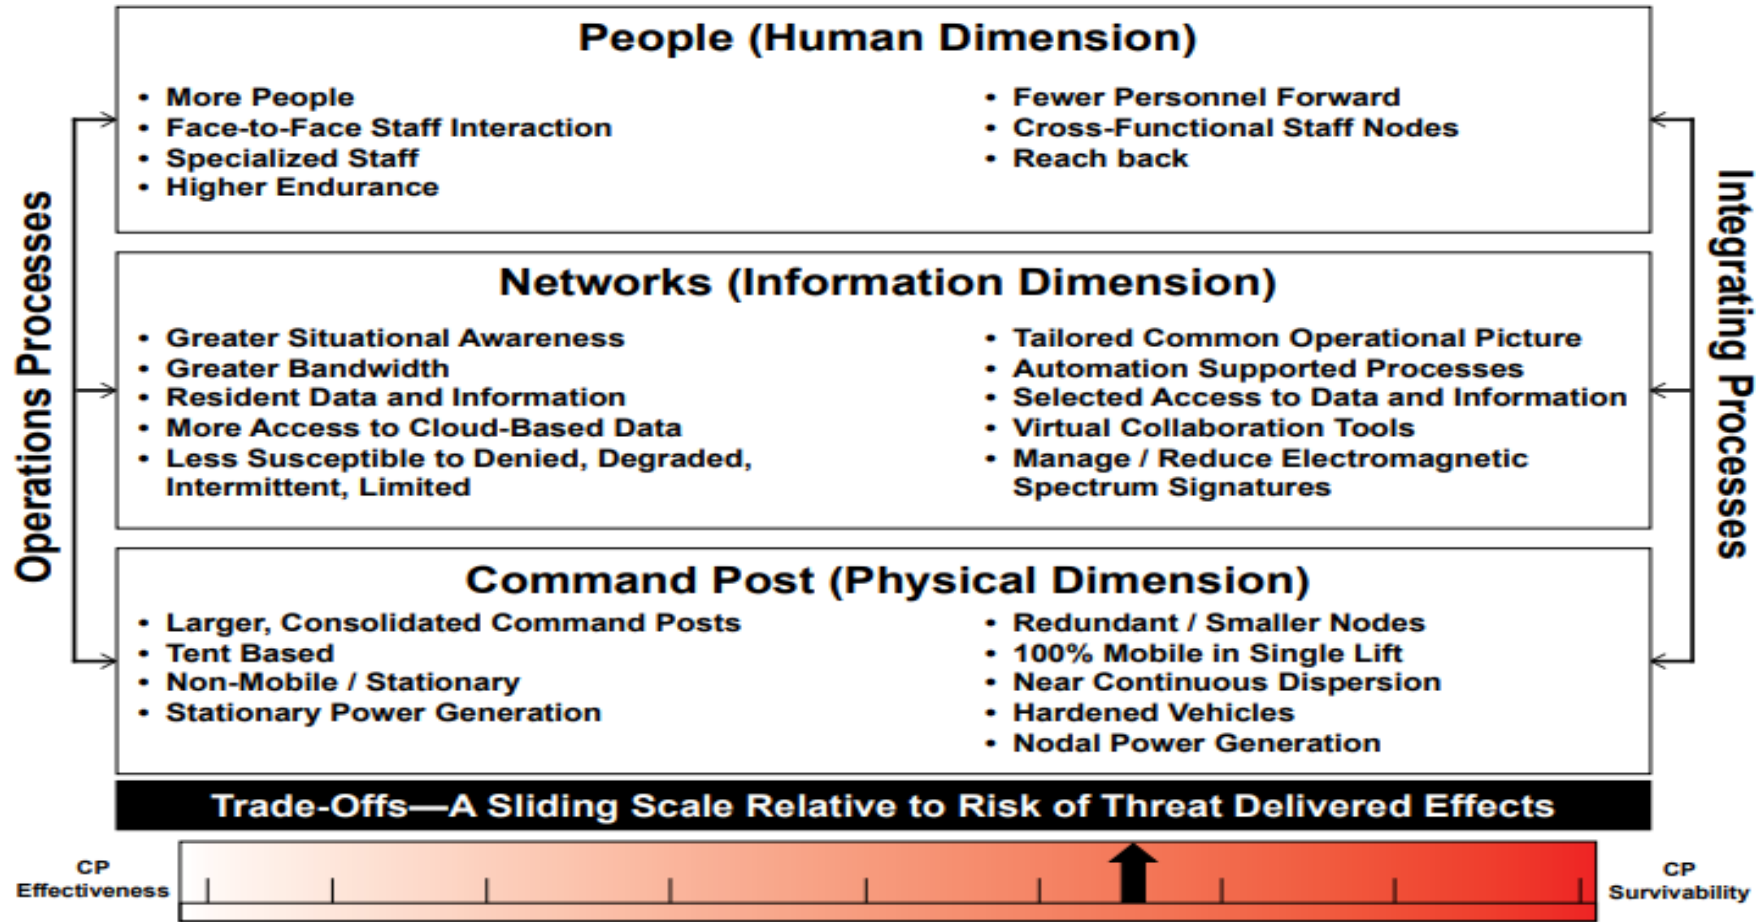 People (Human Dimension)
• More People
• Face-to-Face Staff Interaction
• Specialized Staff
• Higher Endurance
• Fewer Personnel Forward
• Cross-Functional Staff Nodes
• Reach back
Networks (Information Dimension)
• Greater Situational Awareness
• Greater Bandwidth
• Resident Data and Information
• More Access to Cloud-Based Data
• Less Susceptible to Denied, Degraded,
Intermittent, Limited
• Tailored Common Operational Picture
• Automation Supported Processes
• Selected Access to Data and Information
• Virtual Collaboration Tools
• Manage / Reduce Electromagnetic
Spectrum Signatures
Command Post (Physical Dimension)
• Larger, Consolidated Command Posts
• Tent Based
• Non-Mobile / Stationary
• Stationary Power Generation
• Redundant / Smaller Nodes
• 100% Mobile in Single Lift
• Near Continuous Dispersion
• Hardened Vehicles
• Nodal Power Generation
Operations Processes
Integrating Processes
Trade-Offs—A Sliding Scale Relative to Risk of Threat Delivered Effects
CP
Effectiveness
CP
Survivability